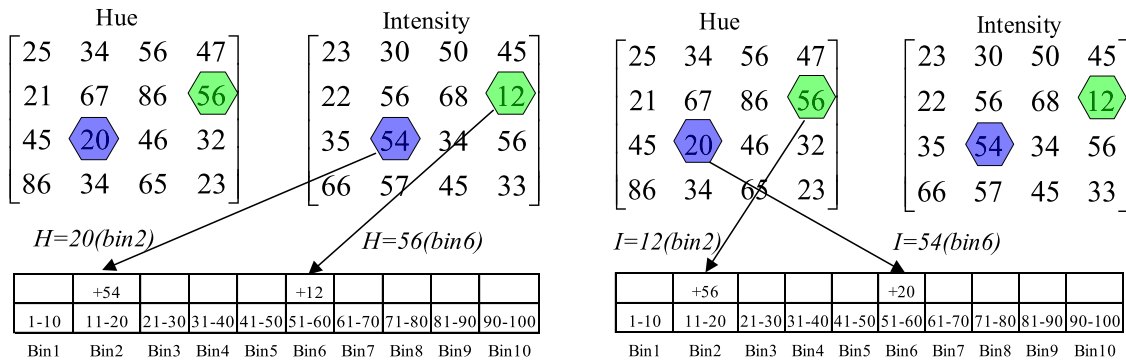 Hue
25 34 56 47
21 67 86 56
45 20 46 32
86 34 65 23
Intensity
23 30 50 45
22 56 68 12
35 54 34 56
66 57 45 33
H=20(bin2)
H=56(bin6)
+54 +12
1-10 11-20 21-30 31-40 41-50 51-60 61-70 71-80 81-90 90-100
Bin1 Bin2 Bin3 Bin4 Bin5 Bin6 Bin7 Bin8 Bin9 Bin10
Hue
25 34 56 47
21 67 86 56
45 20 46 32
86 34 65 23
Intensity
23 30 50 45
22 56 68 12
35 54 34 56
66 57 45 33
I=12(bin2)
I=54(bin6)
+56 +20
1-10 11-20 21-30 31-40 41-50 51-60 61-70 71-80 81-90 90-100
Bin1 Bin2 Bin3 Bin4 Bin5 Bin6 Bin7 Bin8 Bin9 Bin10